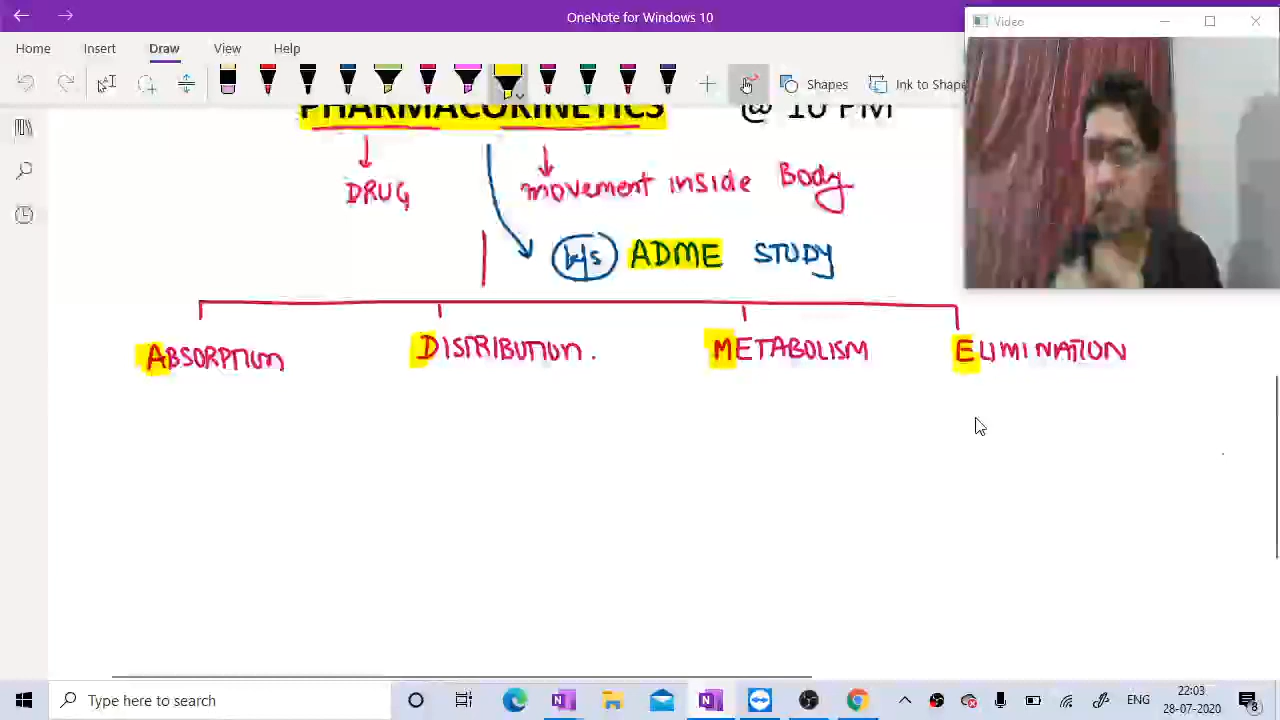 OneNote for Windows 10
Video
Home Insert Draw View Help
Shapes Ink to Shape
PHARMACOKINETICS @ 10 PM
DRUG movement inside Body
k/s ADME STUDY
ABSORPTION DISTRIBUTION. METABOLISM ELIMINATION
Type here to search
ENG 22:03
28-07-2020
8